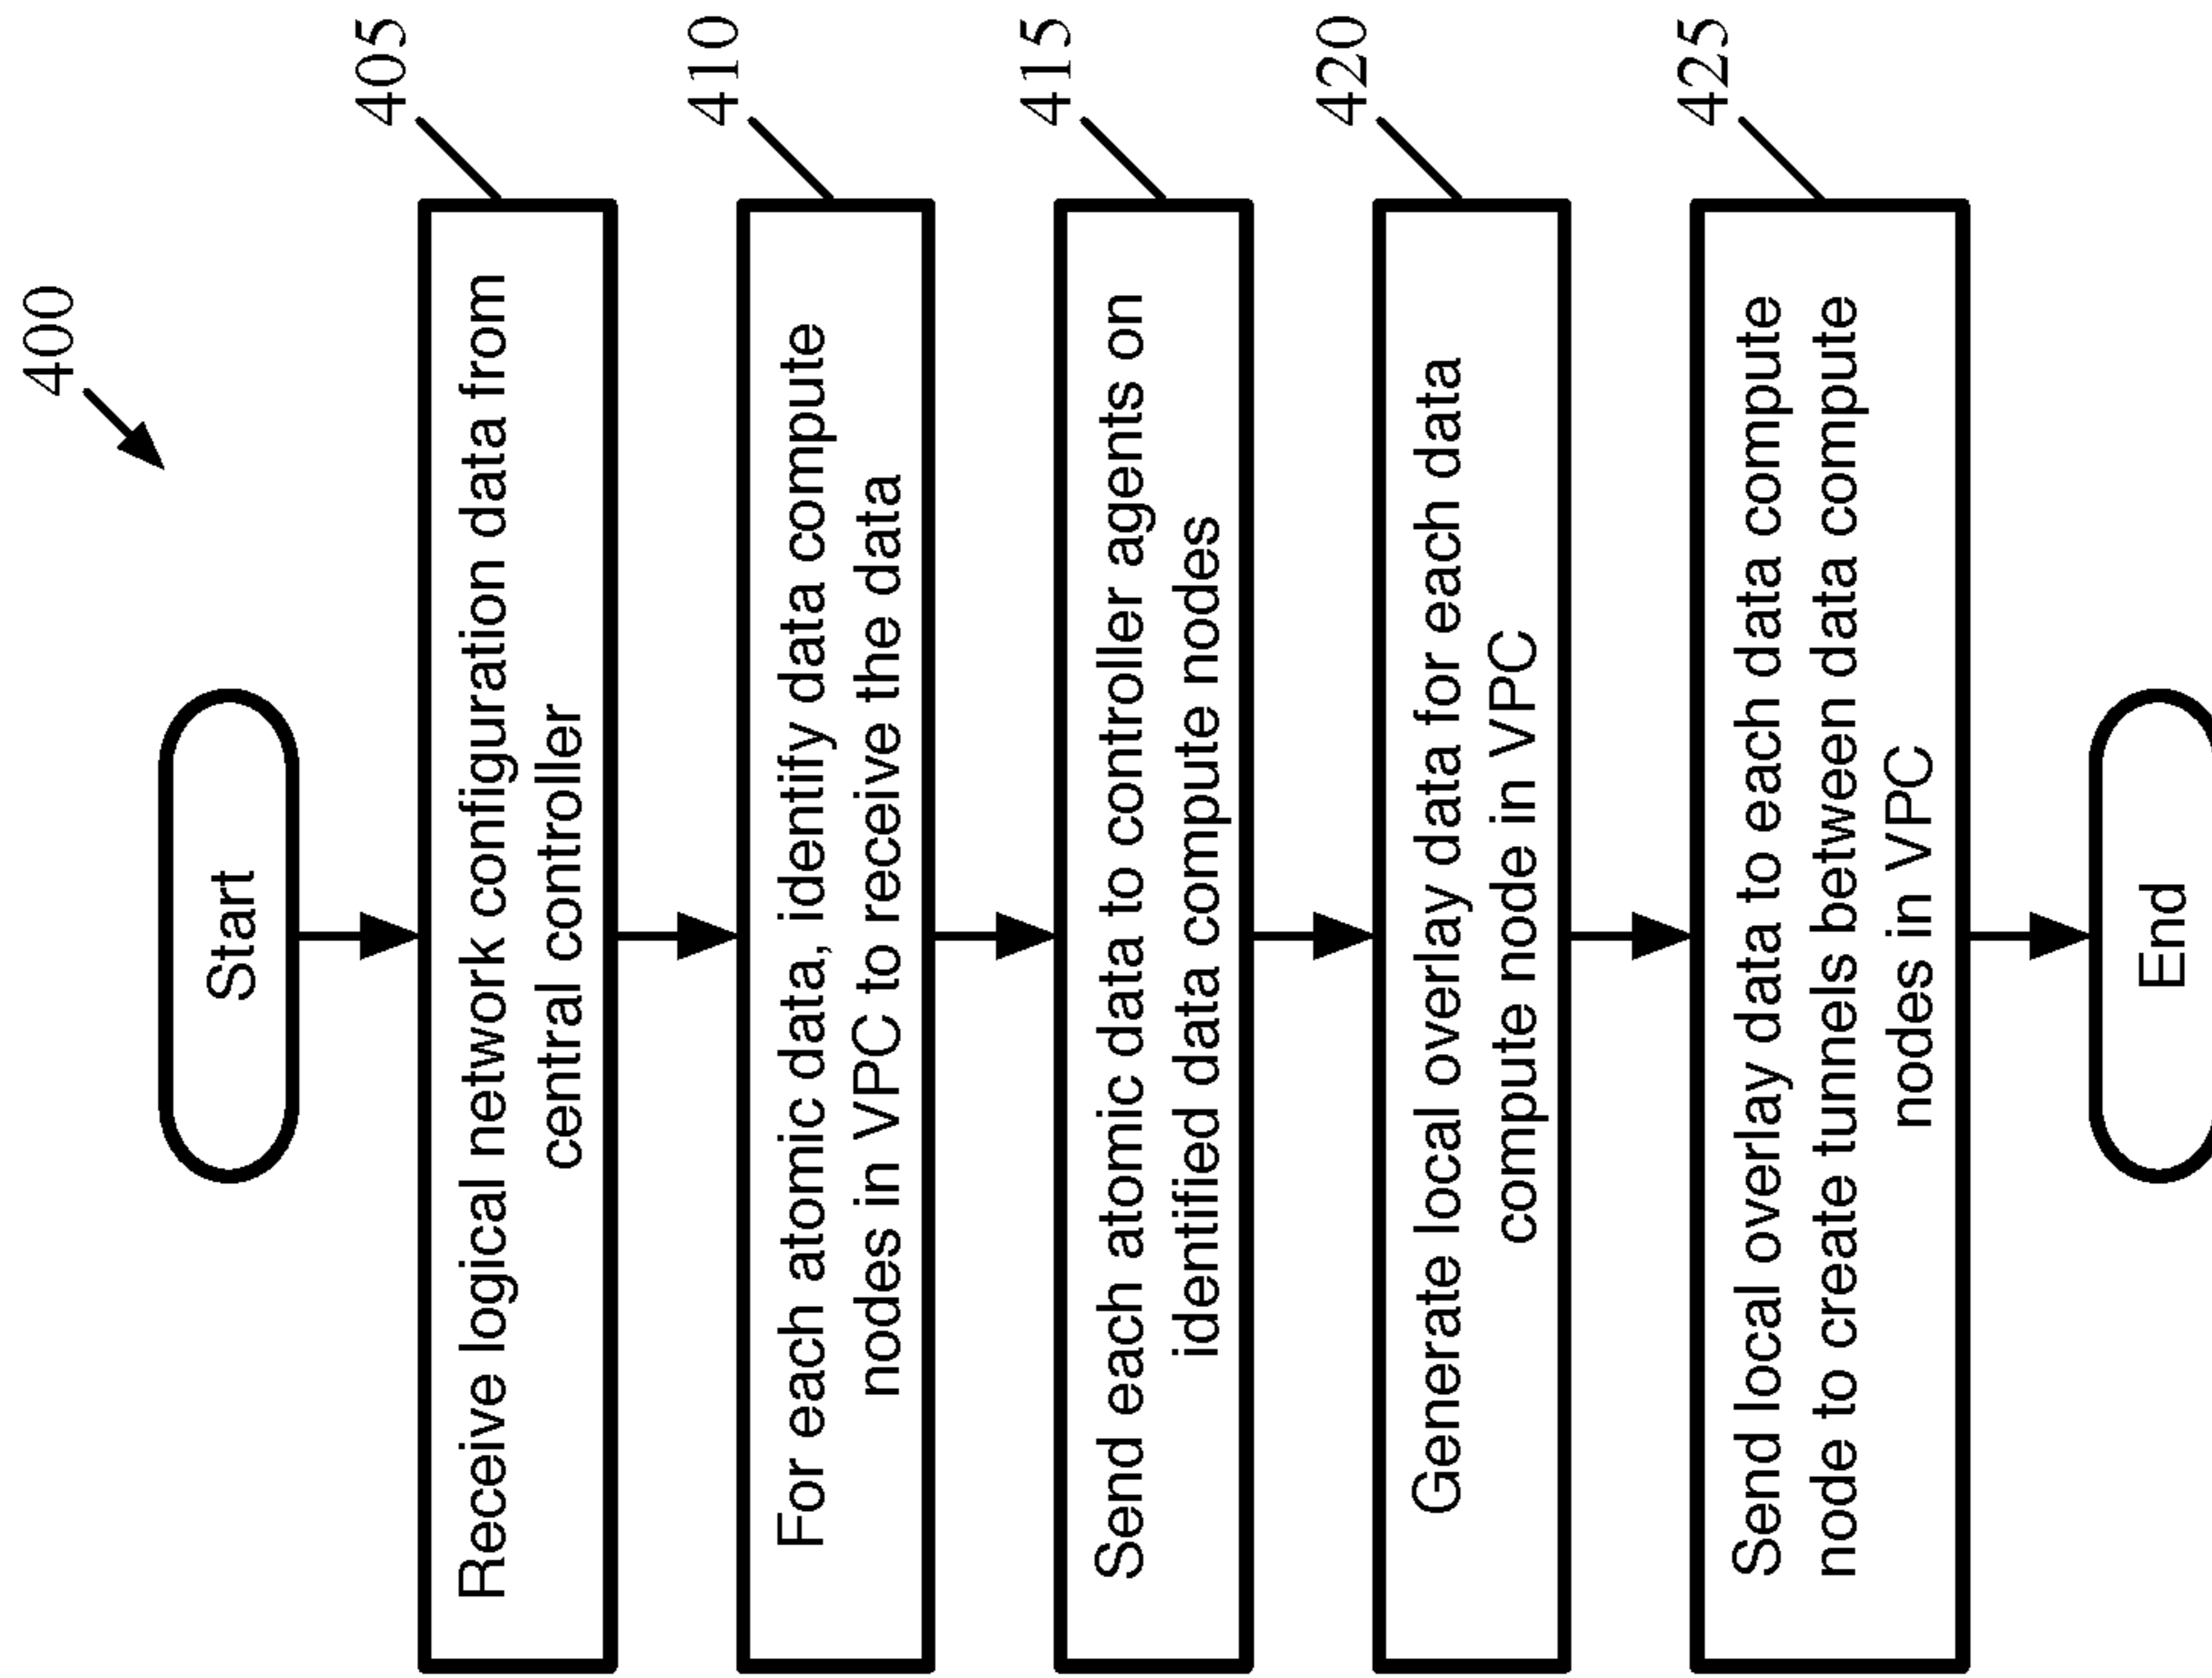 400
Start
405
Receive logical network configuration data from
central controller
410
For each atomic data, identify data compute
nodes in VPC to receive the data
415
Send each atomic data to controller agents on
identified data compute nodes
420
Generate local overlay data for each data
compute node in VPC
425
Send local overlay data to each data compute
node to create tunnels between data compute
nodes in VPC
End